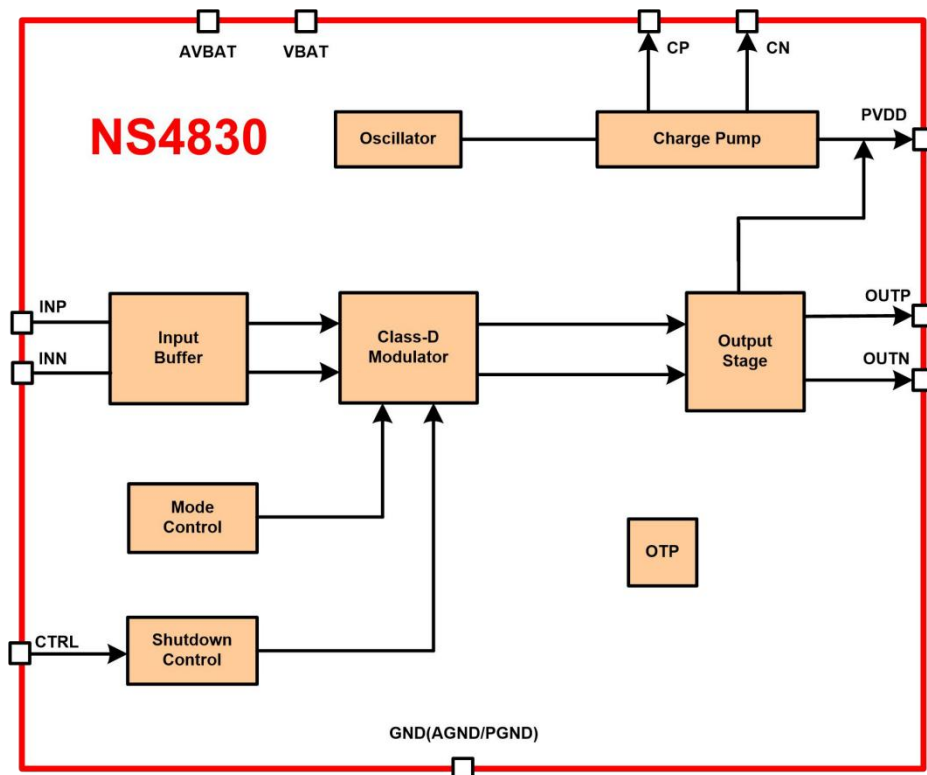 AVBAT
VBAT
CP
CN
NS4830
Oscillator
Charge Pump
PVDD
INP
INN
Input
Buffer
Class-D
Modulator
Output
Stage
OUTP
OUTN
Mode
Control
OTP
CTRL
Shutdown
Control
GND(AGND/PGND)